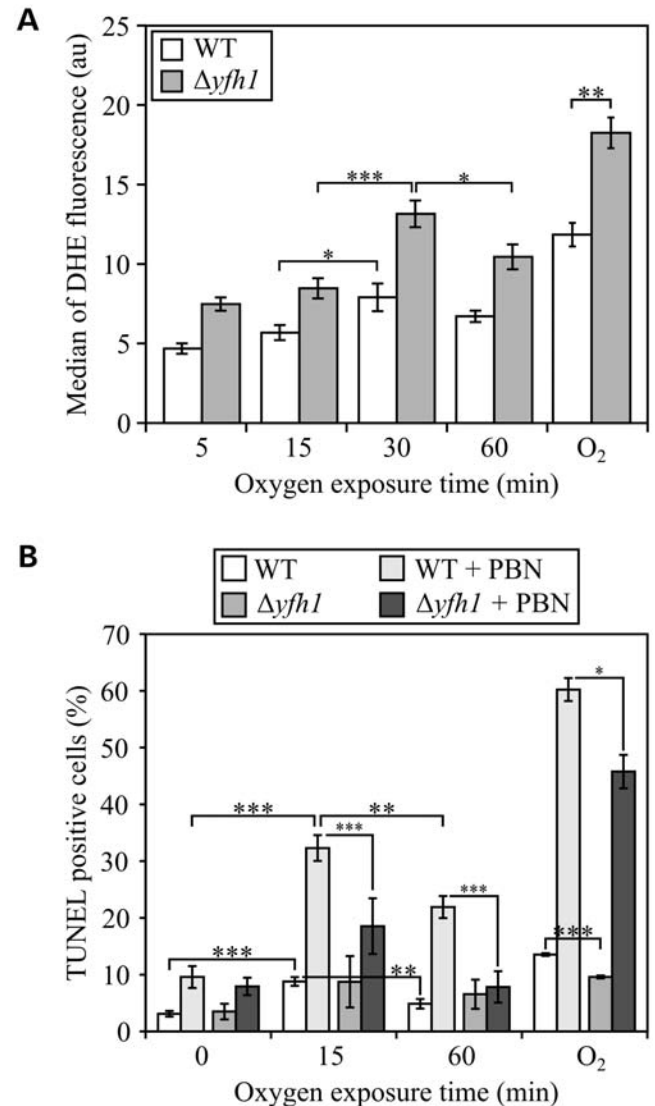 A
Median of DHE fluorescence (au)
25
20
15
10
5
0
WT
Δyfh1
*
***
*
**
5 15 30 60 O₂
Oxygen exposure time (min)
B
WT WT + PBN
Δyfh1 Δyfh1 + PBN
TUNEL positive cells (%)
70
60
50
40
30
20
10
0
***
***
***
**
**
***
*
***
0 15 60 O₂
Oxygen exposure time (min)